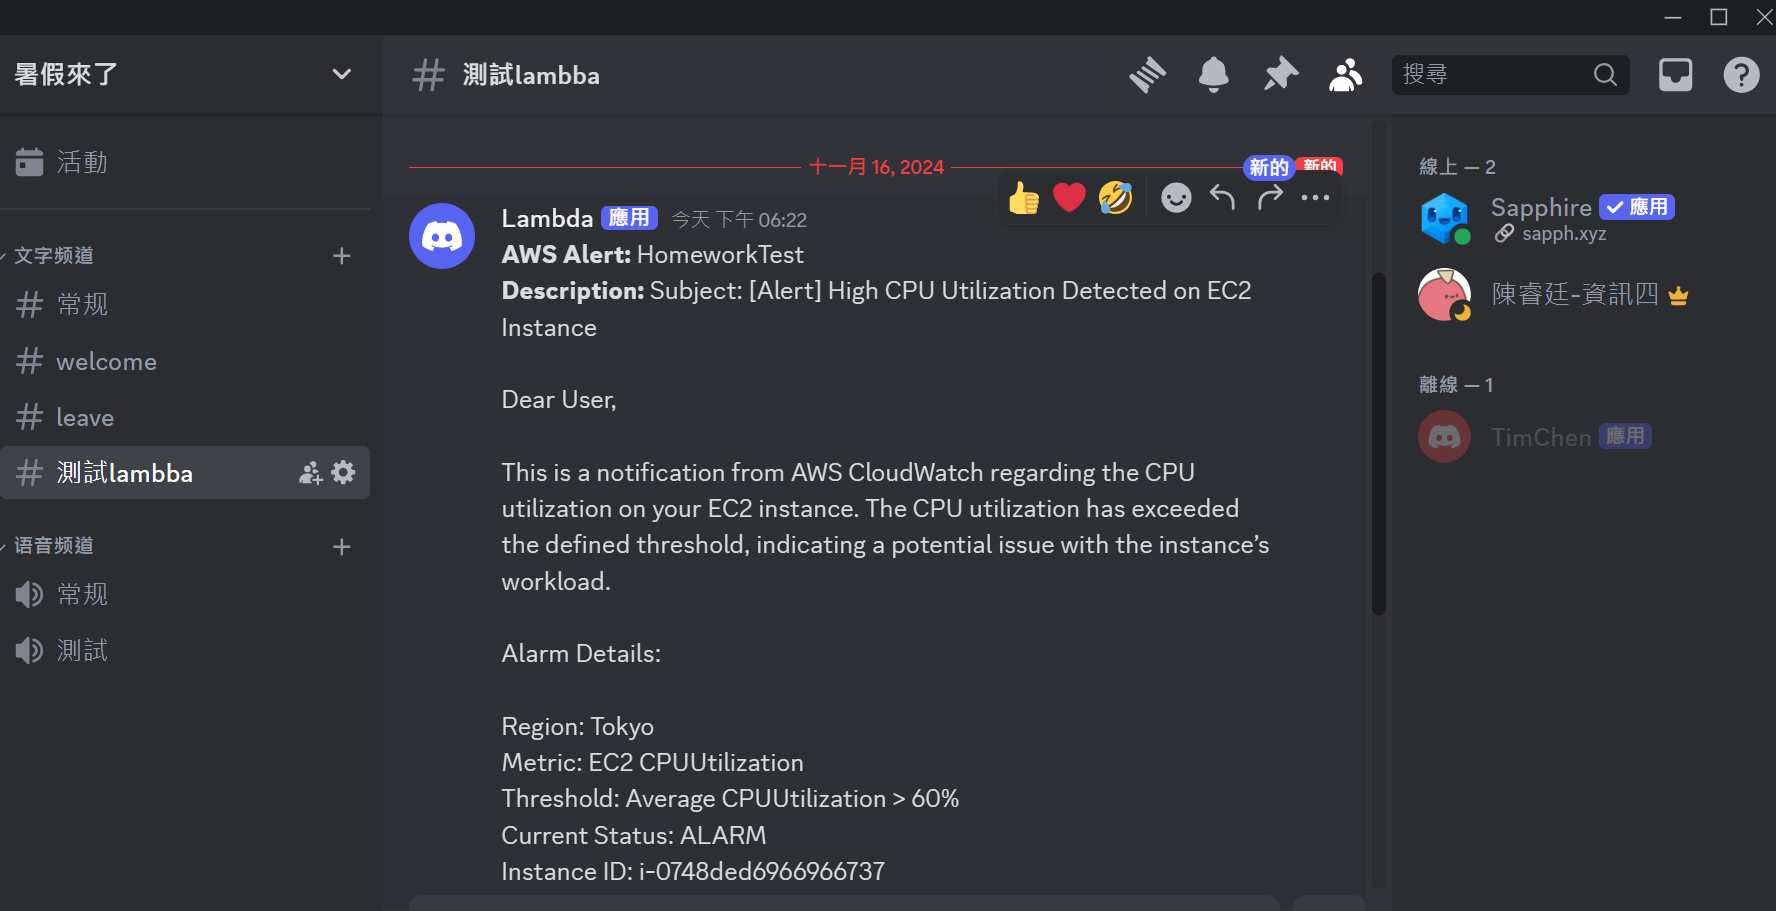 暑假來了
活動
文字频道
常规
welcome
leave
測試lambba
语音频道
常规
測試
測試lambba
搜尋
十一月 16, 2024
新的
新的
Lambda 應用 今天 下午 06:22
AWS Alert: HomeworkTest
Description: Subject: [Alert] High CPU Utilization Detected on EC2
Instance
Dear User,
This is a notification from AWS CloudWatch regarding the CPU
utilization on your EC2 instance. The CPU utilization has exceeded
the defined threshold, indicating a potential issue with the instance’s
workload.
Alarm Details:
Region: Tokyo
Metric: EC2 CPUUtilization
Threshold: Average CPUUtilization > 60%
Current Status: ALARM
Instance ID: i-0748ded6966966737
線上 — 2
Sapphire 應用
sapph.xyz
陳睿廷-資訊四
離線 — 1
TimChen 應用